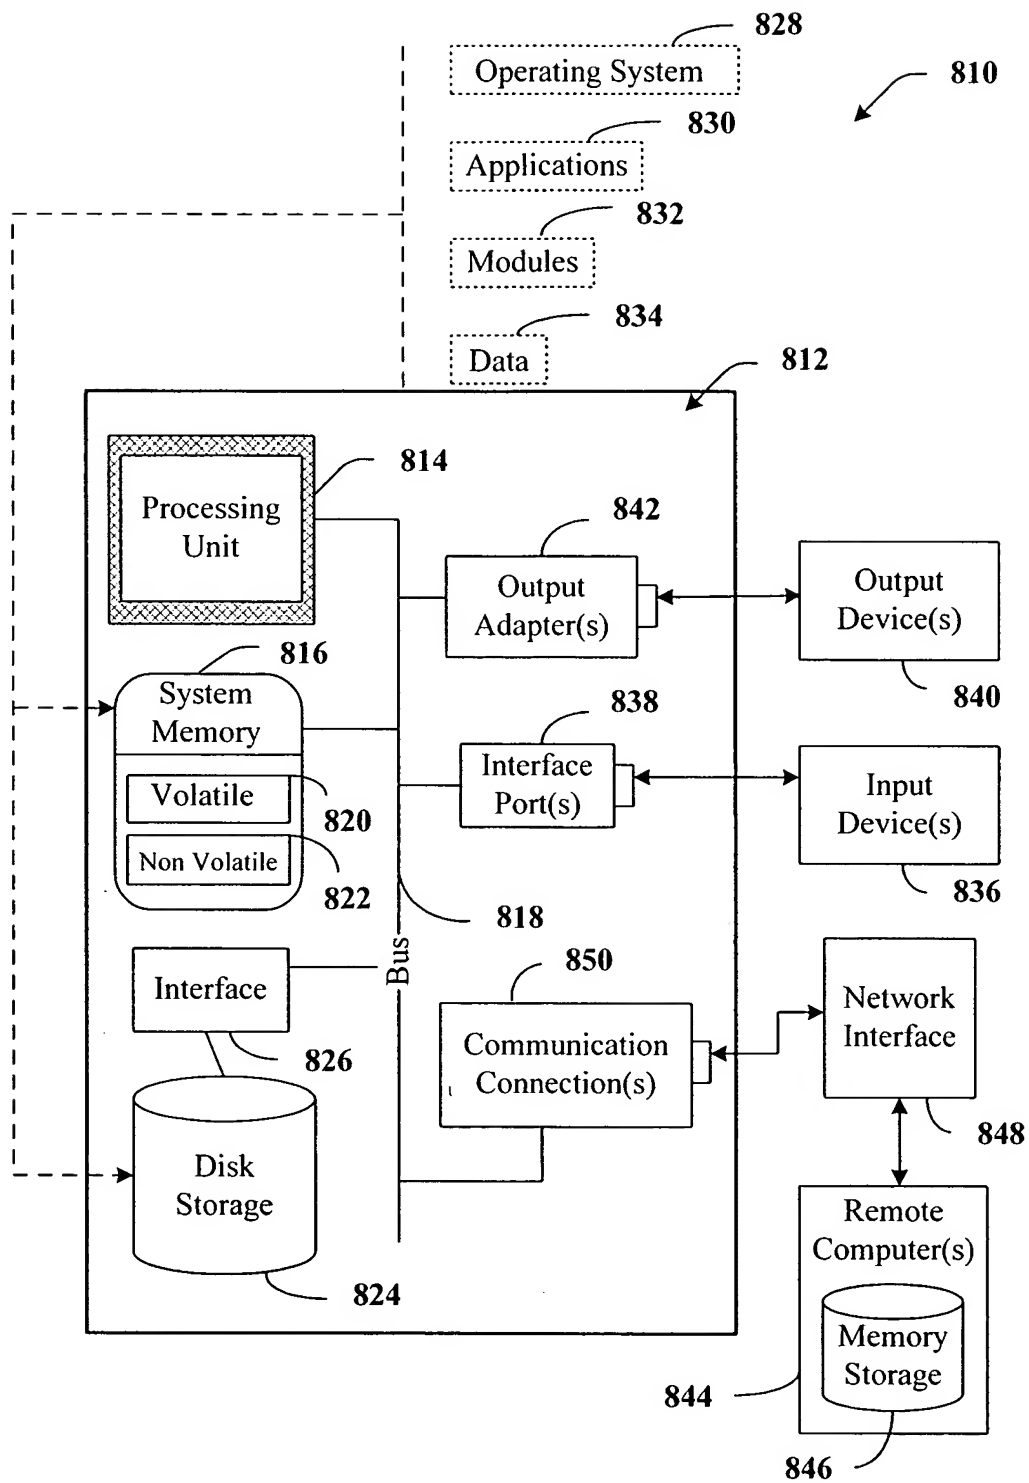 828
Operating System
810
830
Applications
832
Modules
834
Data
812
814
Processing
Unit
842
Output
Adapter(s)
Output
Device(s)
840
816
System
Memory
Volatile
820
Non Volatile
822
838
Interface
Port(s)
Input
Device(s)
836
818
Bus
Interface
826
850
Communication
Connection(s)
Network
Interface
848
Disk
Storage
824
Remote
Computer(s)
Memory
Storage
844
846